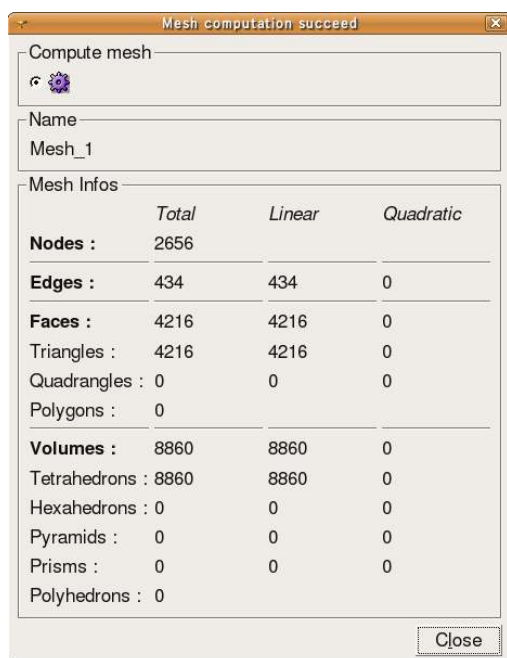 Mesh computation succeed
Compute mesh
Name
Mesh_1
Mesh Infos
Total Linear Quadratic
Nodes : 2656
Edges : 434 434 0
Faces : 4216 4216 0
Triangles : 4216 4216 0
Quadrangles : 0 0 0
Polygons : 0
Volumes : 8860 8860 0
Tetrahedrons : 8860 8860 0
Hexahedrons : 0 0 0
Pyramids : 0 0 0
Prisms : 0 0 0
Polyhedrons : 0
Close